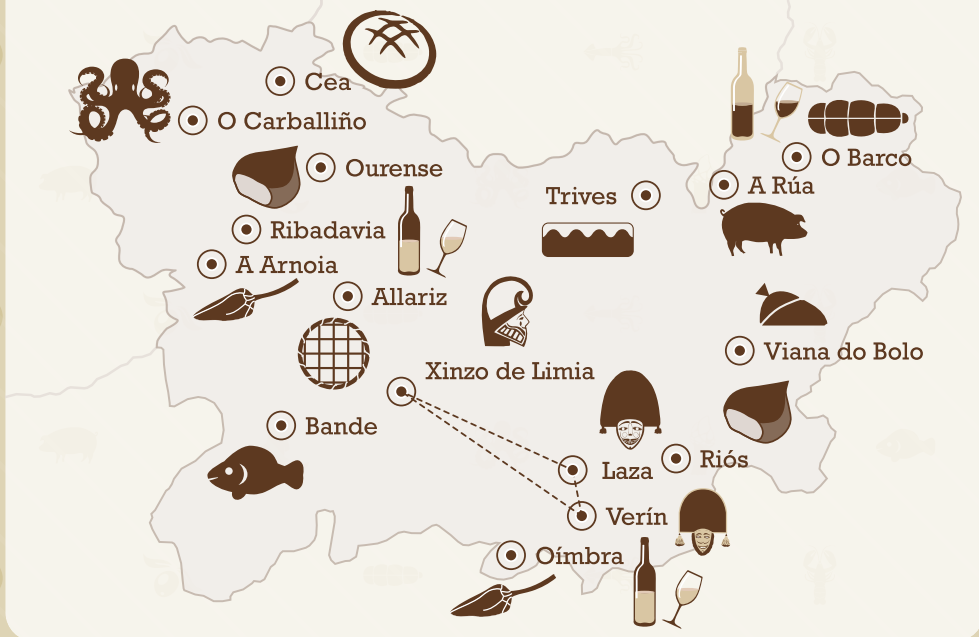 Cea
O Carballiño
O Barco
Ourense
A Rúa
Trives
Ribadavia
A Arnoia
Allariz
Viana do Bolo
Xinzo de Limia
Bande
Riós
Laza
Verín
Oímbra